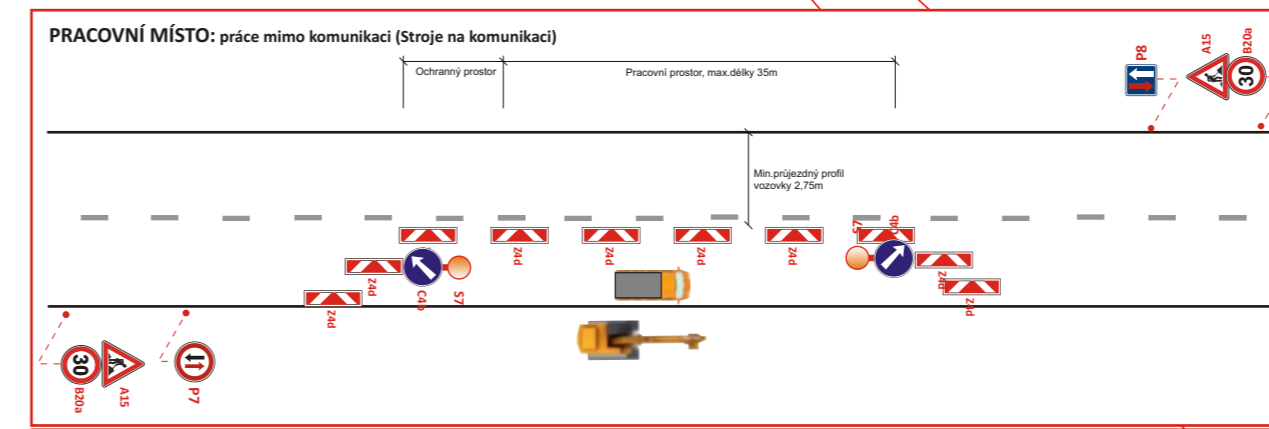 PRACOVNÍ MÍSTO: práce mimo komunikaci (Stroje na komunikaci)
Ochranný prostor
Pracovní prostor, max.délky 35m
P8
A15
B20a
30
Min.průjezdný profil
vozovky 2,75m
Z4d
Z4d
C4b
S7
Z4d
Z4d
Z4d
Z4d
S7
C4b
Z4d
Z4d
30
B20a
A15
P7